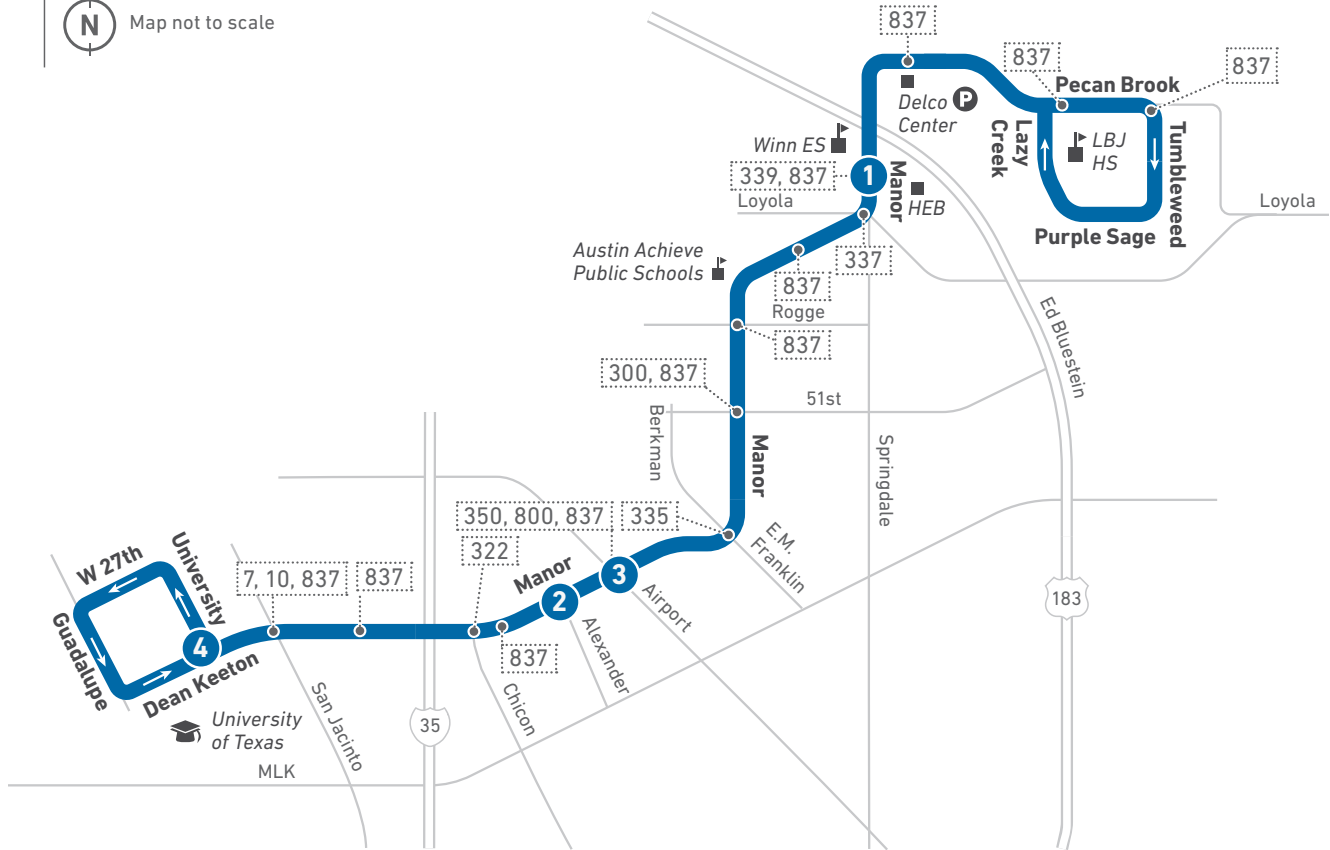 N
Map not to scale
837
837
837
Pecan Brook
Delco
Center
P
Lazy
Creek
LBJ
HS
Tumbleweed
Winn ES
339, 837
1
Manor
HEB
Loyola
Loyola
Purple Sage
Austin Achieve
Public Schools
337
837
Rogge
837
Ed Bluestein
300, 837
51st
Berkman
Manor
Springdale
350, 800, 837
335
E.M.
Franklin
322
Manor
3
2
Airport
Alexander
183
W 27th
University
7, 10, 837
837
Guadalupe
4
Dean Keeton
837
Chicon
San Jacinto
35
University
of Texas
MLK